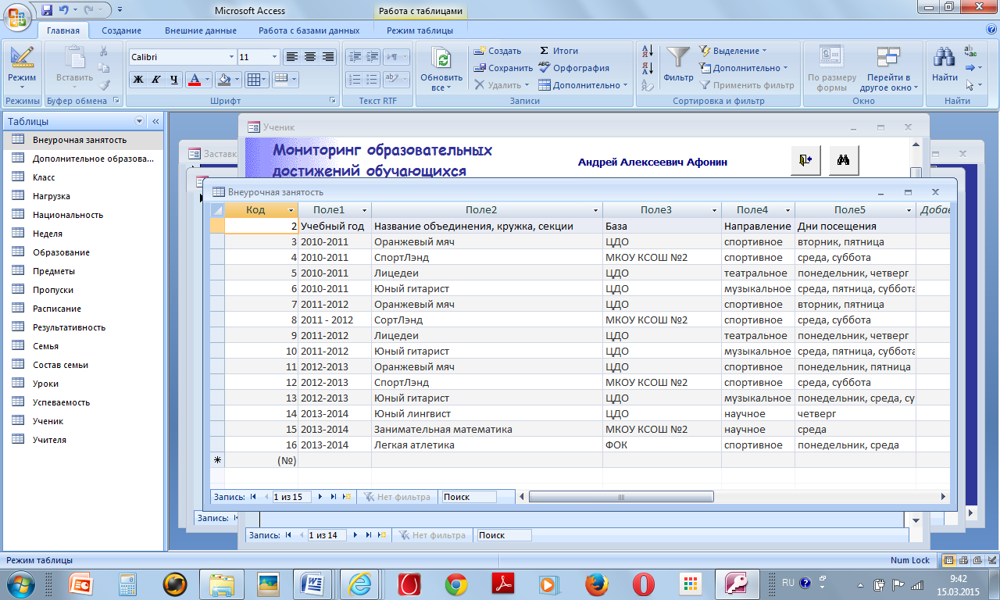 Microsoft Access
Работа с таблицами
Главная Создание Внешние данные Работа с базами данных Режим таблицы
Режим
Режимы
Вставить
Буфер обмена
Calibri 11
Ж К Ч А
Шрифт
Текст RTF
Обновить все
Создать
Сохранить
Удалить
Σ Итоги
Орфография
Дополнительно
Записи
Фильтр
Выделение
Дополнительно
Применить фильтр
Сортировка и фильтр
По размеру формы
Перейти в другое окно
Окно
Найти
Найти
Таблицы
Внеурочная занятость
Дополнительное образова...
Класс
Нагрузка
Национальность
Неделя
Образование
Предметы
Пропуски
Расписание
Результативность
Семья
Состав семьи
Уроки
Успеваемость
Ученик
Учителя
Заставк
Ученик
Мониторинг образовательных
достижений обучающихся
Андрей Алексеевич Афонин
Внеурочная занятость
Код Поле1 Поле2 Поле3 Поле4 Поле5 Добав
2 Учебный год Название объединения, кружка, секции База Направление Дни посещения
3 2010-2011 Оранжевый мяч ЦДО спортивное вторник, пятница
4 2010-2011 СпортЛэнд МКОУ КСОШ №2 спортивное среда, суббота
5 2010-2011 Лицедеи ЦДО театральное понедельник, четверг
6 2010-2011 Юный гитарист ЦДО музыкальное среда, пятница, суббота
7 2011-2012 Оранжевый мяч ЦДО спортивное вторник, пятница
8 2011 - 2012 СортЛэнд МКОУ КСОШ №2 спортивное среда, суббота
9 2011-2012 Лицедеи ЦДО театральное понедельник, четверг
10 2011-2012 Юный гитарист ЦДО музыкальное среда, пятница, суббота
11 2012-2013 Оранжевый мяч ЦДО спортивное понедельник, пятница
12 2012-2013 СпортЛэнд МКОУ КСОШ №2 спортивное среда, суббота
13 2012-2013 Юный гитарист ЦДО музыкальное понедельник, среда, су
14 2013-2014 Юный лингвист ЦДО научное четверг
15 2013-2014 Занимательная математика МКОУ КСОШ №2 научное среда
16 2013-2014 Легкая атлетика ФОК спортивное понедельник, среда
(№)
Запись: 1 из 15 Нет фильтра Поиск
Запись:
Запись: 1 из 14 Нет фильтра Поиск
Режим таблицы Num Lock
RU 9:42
15.03.2015